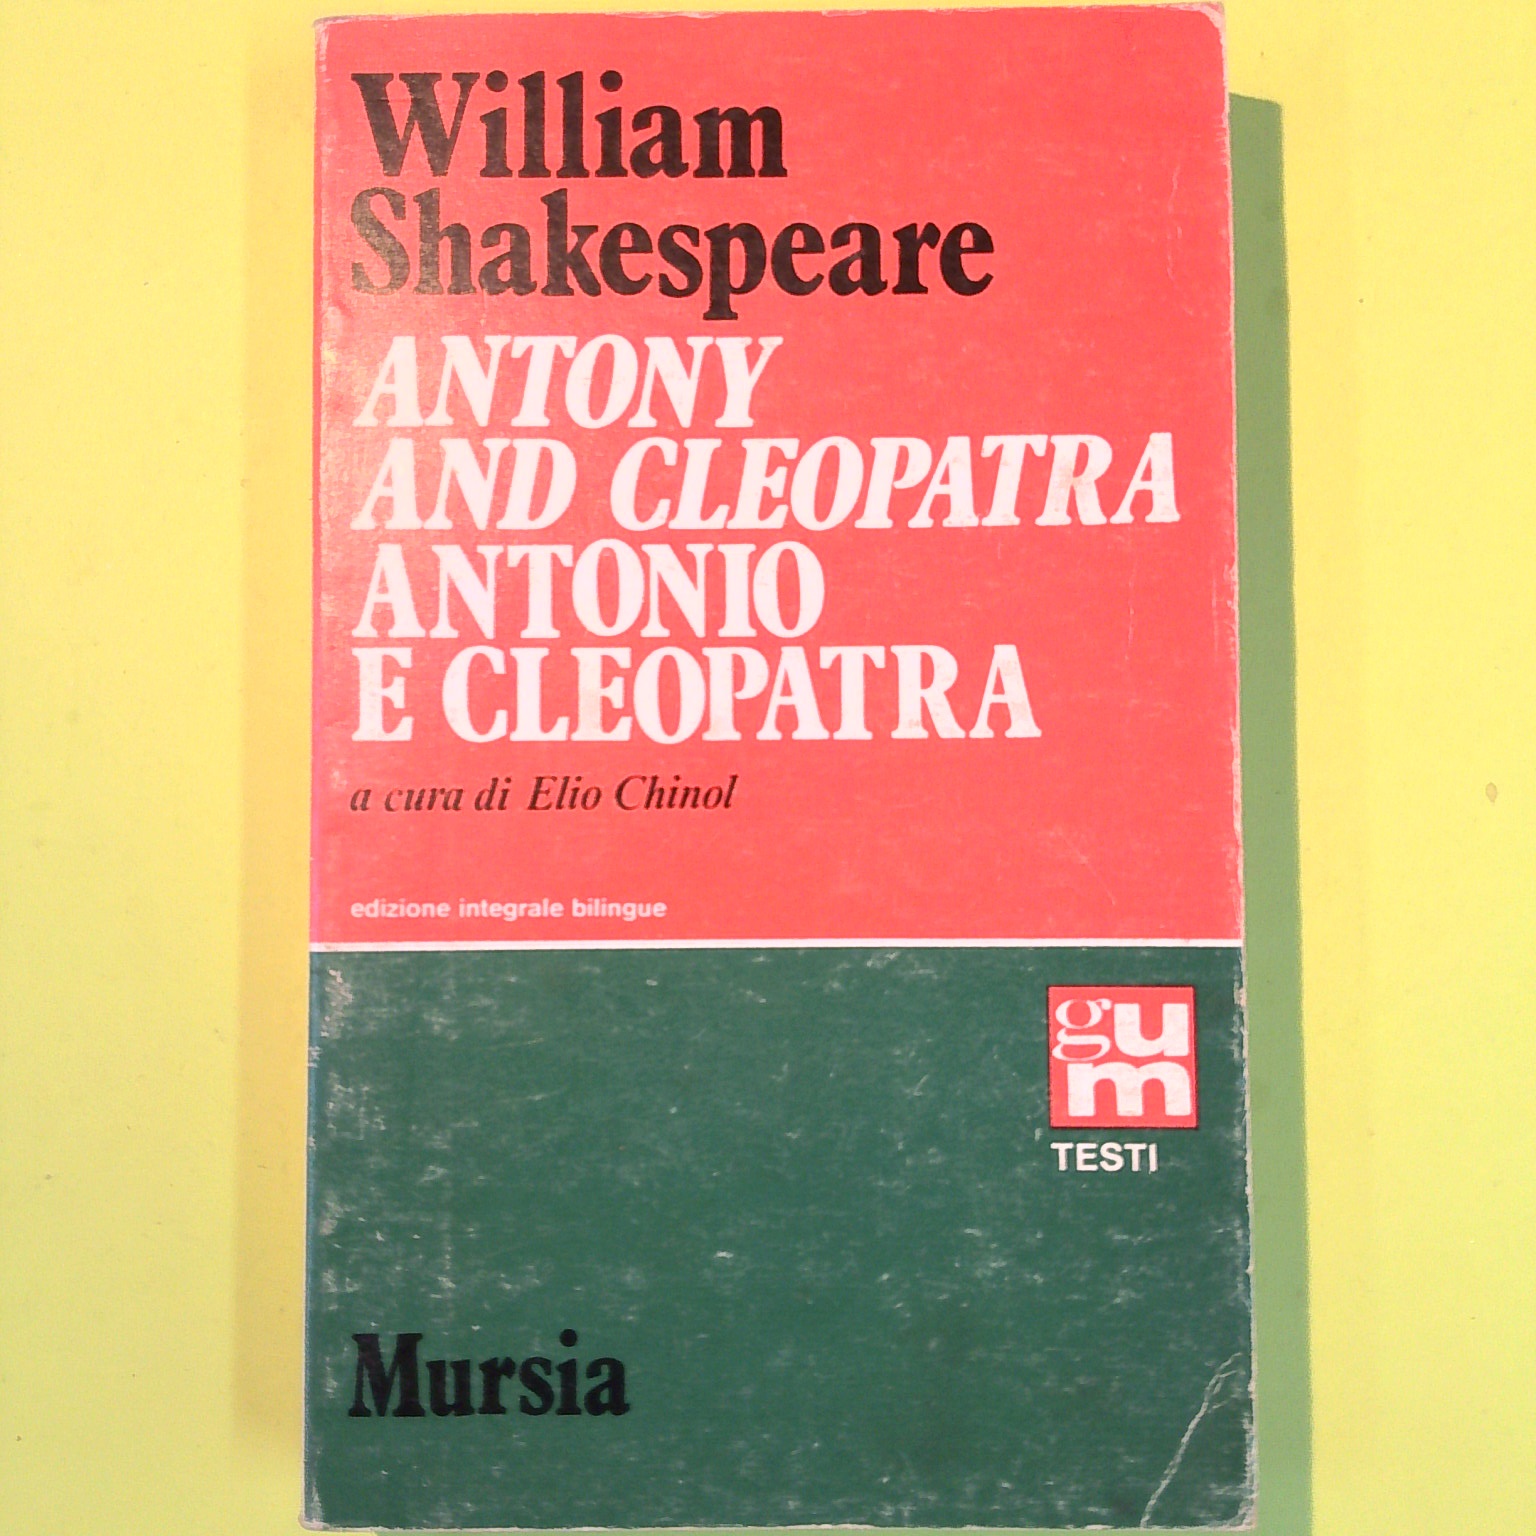 William
Shakespeare
ANTONY
AND CLEOPATRA
ANTONIO
E CLEOPATRA
a cura di Elio Chinol
edizione integrale bilingue
gu
m
TESTI
Mursia